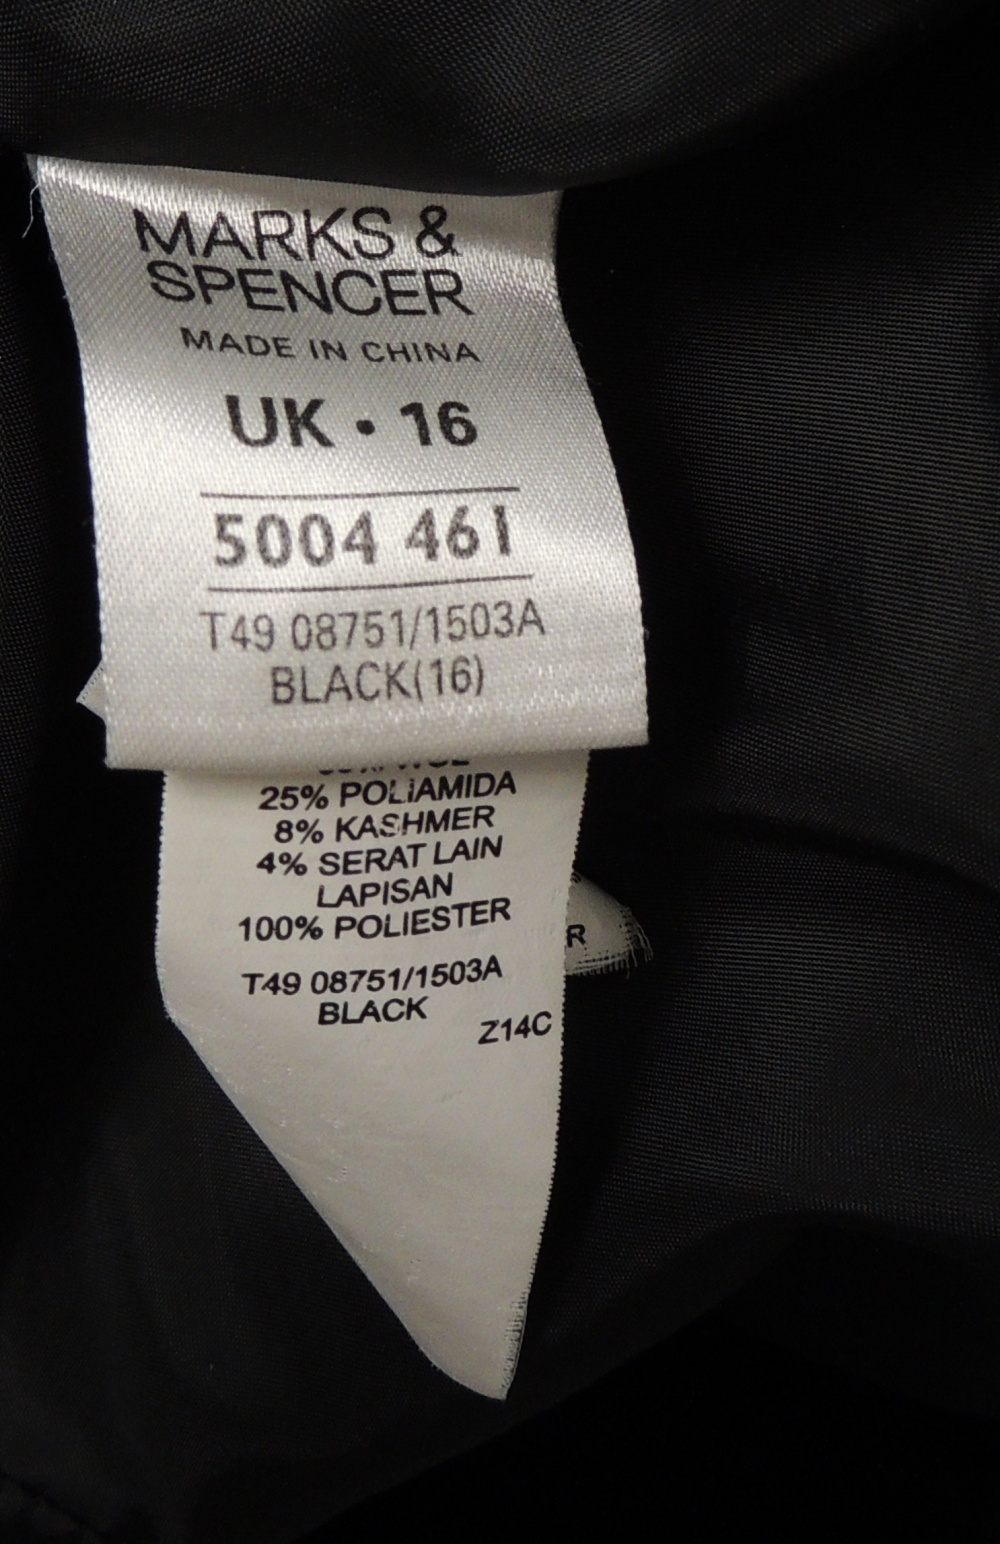 MARKS &
SPENCER
MADE IN CHINA
UK • 16
5004 461
T49 08751/1503A
BLACK(16)
25% POLIAMIDA
8% KASHMER
4% SERAT LAIN
LAPISAN
100% POLIESTER
R
T49 08751/1503A
BLACK
Z14C